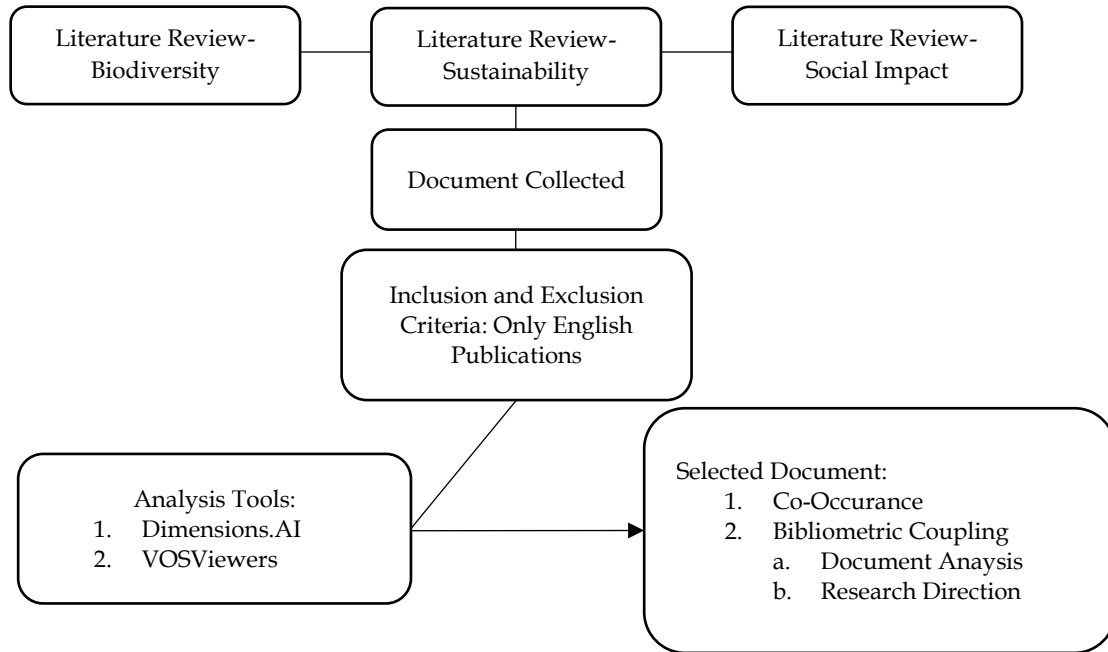 Literature Review-
Biodiversity
Literature Review-
Sustainability
Literature Review-
Social Impact
Document Collected
Inclusion and Exclusion
Criteria: Only English
Publications
Analysis Tools:
1. Dimensions.AI
2. VOSViewers
Selected Document:
1. Co-Occurance
2. Bibliometric Coupling
a. Document Anaysis
b. Research Direction